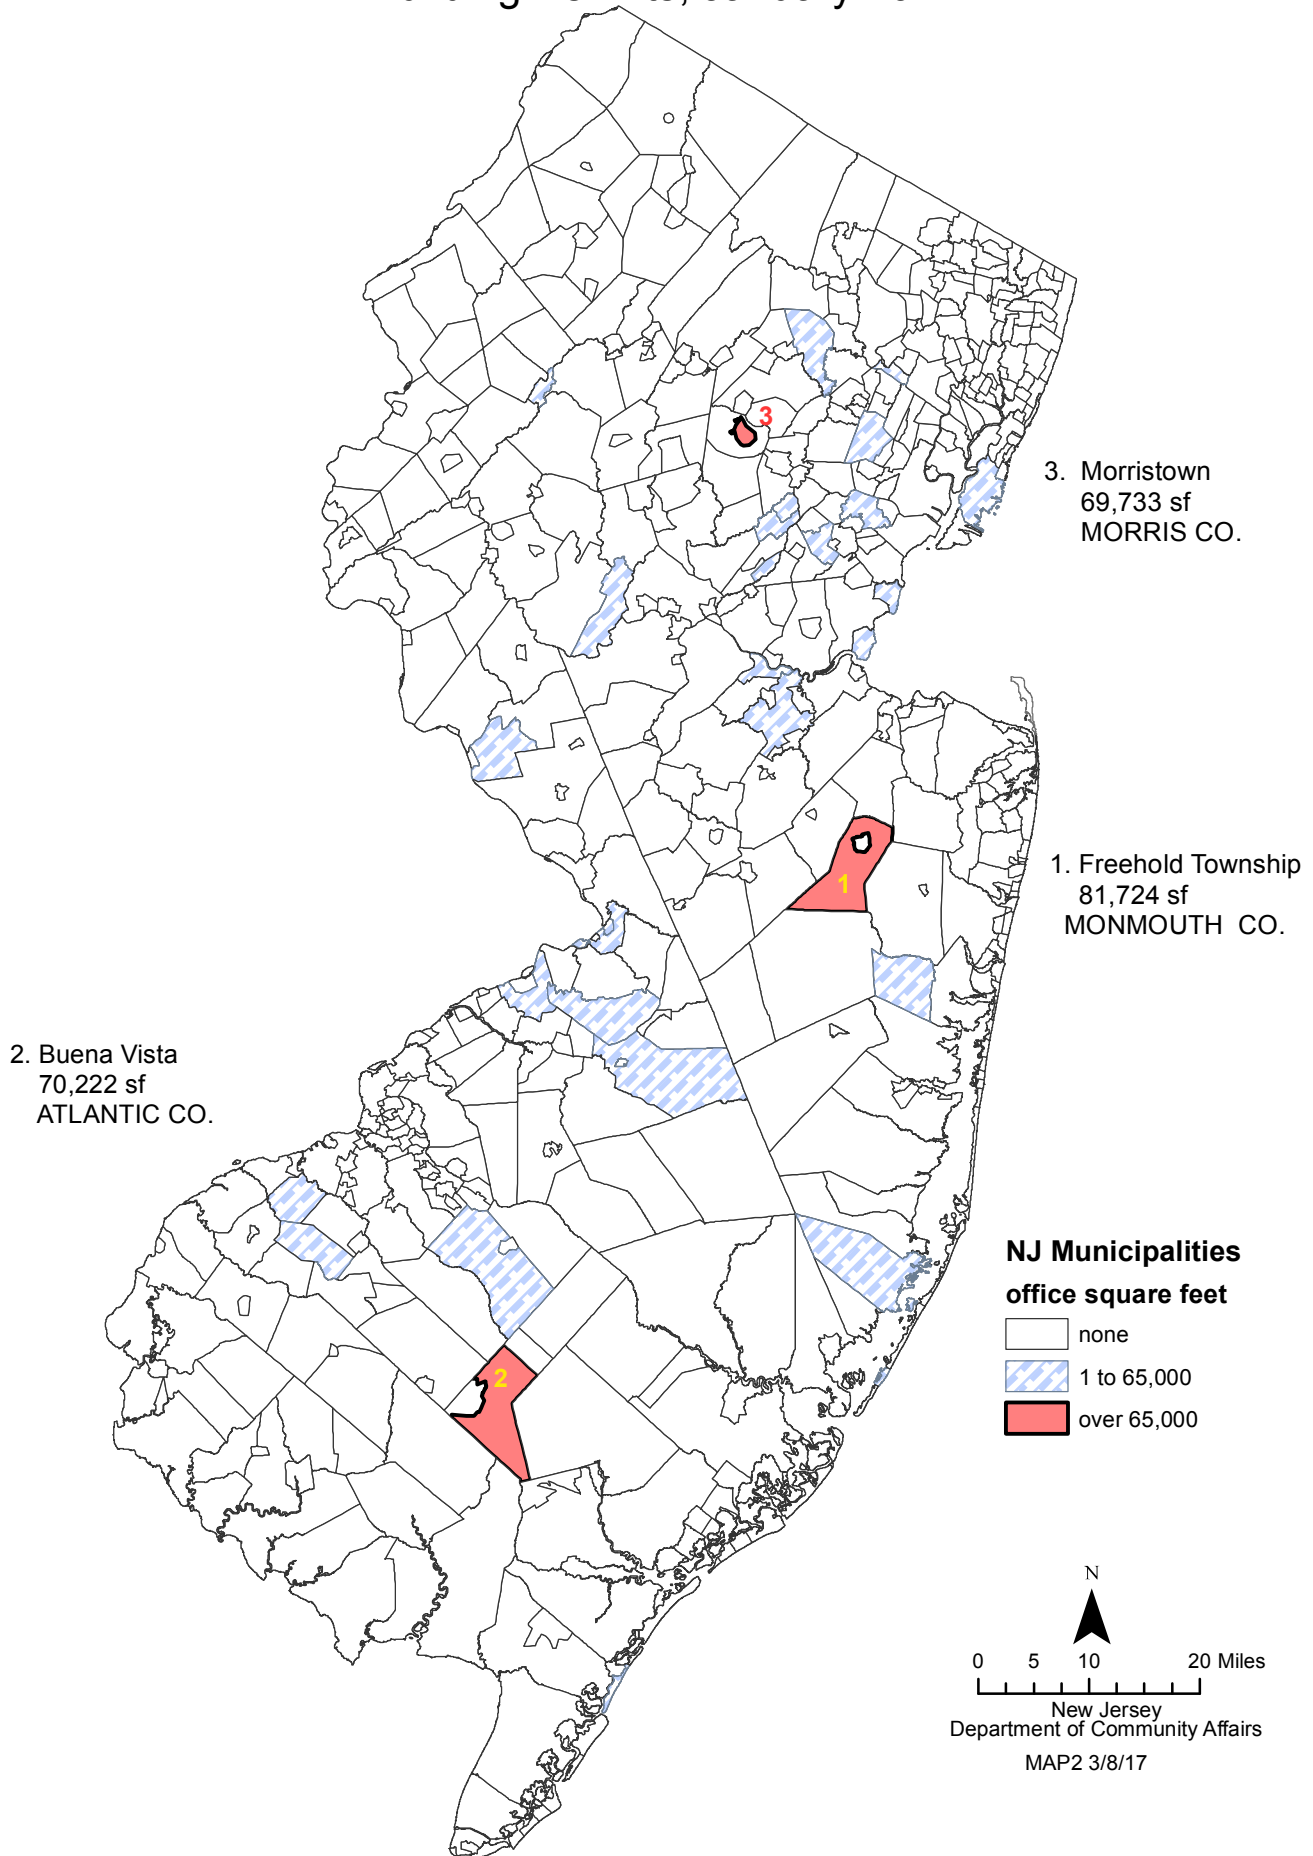 3
3. Morristown
69,733 sf
MORRIS CO.
1
1. Freehold Township
81,724 sf
MONMOUTH CO.
2. Buena Vista
70,222 sf
ATLANTIC CO.
2
NJ Municipalities
office square feet
none
1 to 65,000
over 65,000
N
0 5 10 20 Miles
New Jersey
Department of Community Affairs
MAP2 3/8/17